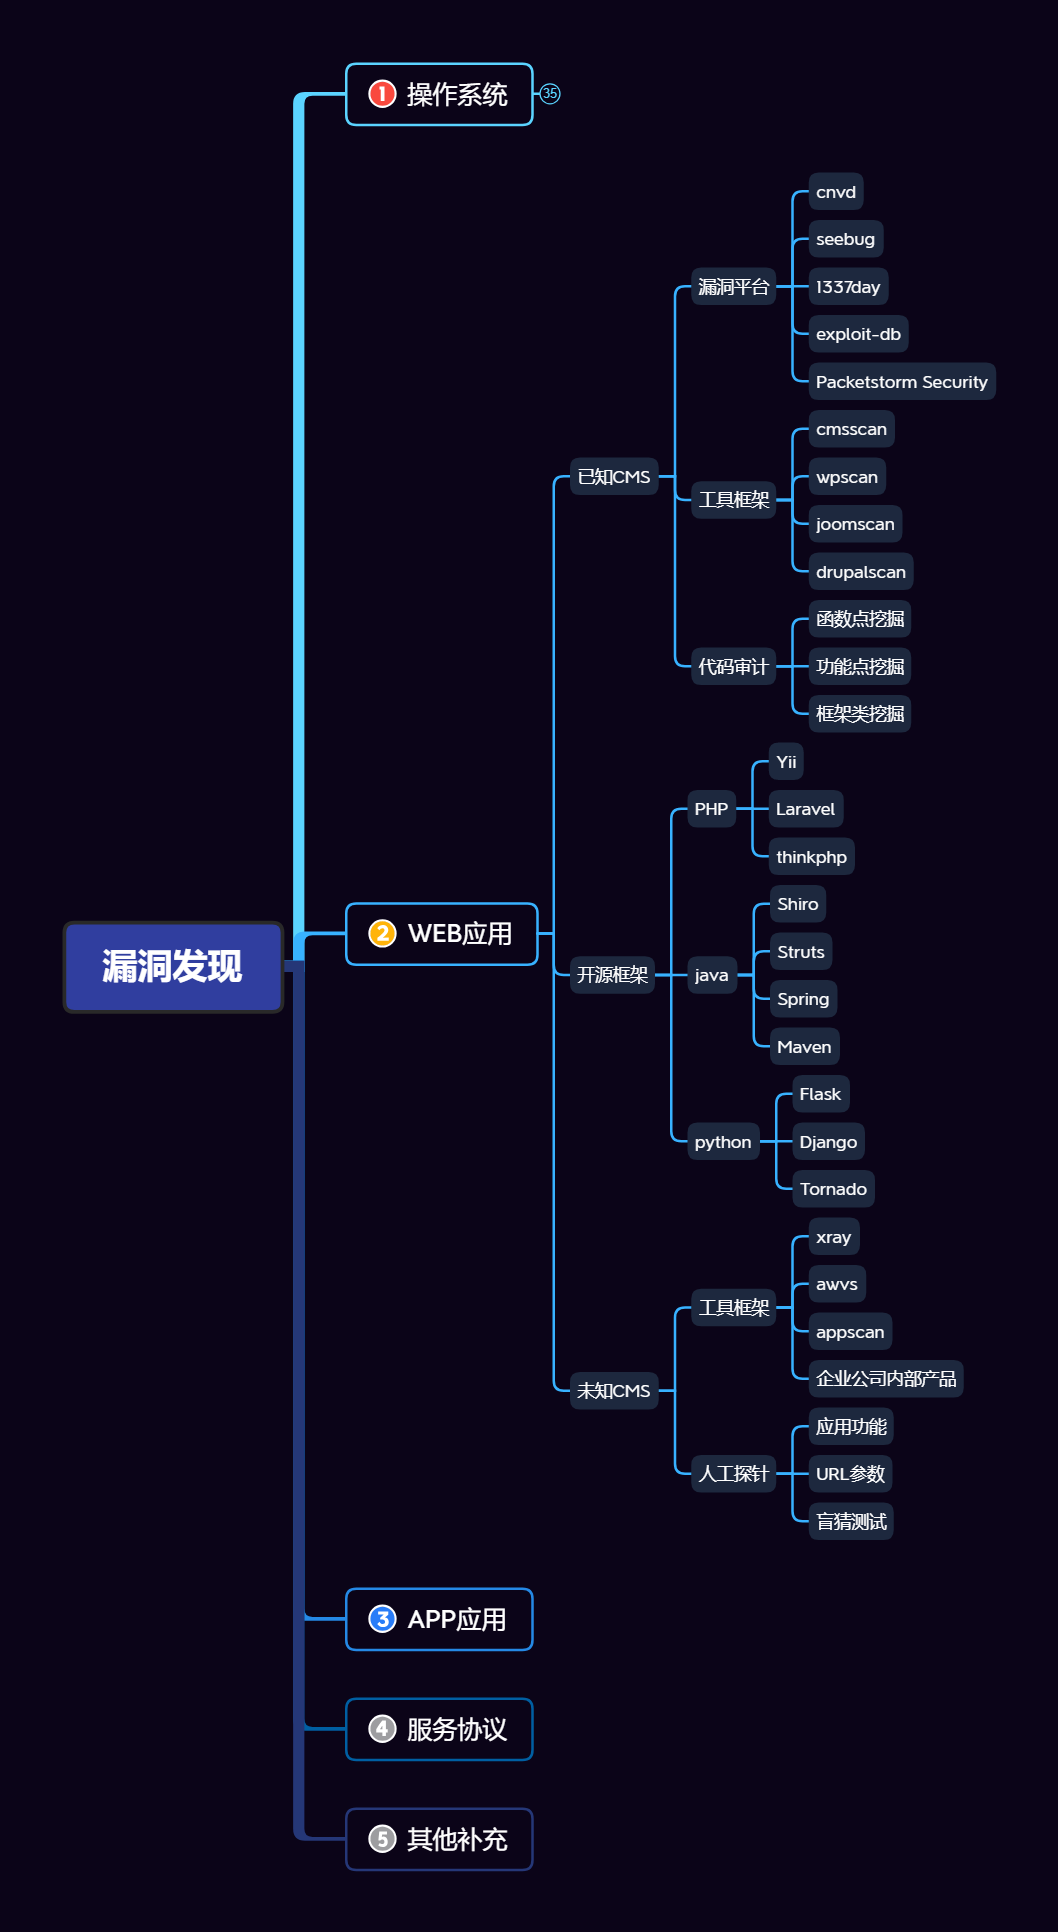 漏洞发现
1 操作系统
35
2 WEB应用
已知CMS
漏洞平台
cnvd
seebug
1337day
exploit-db
Packetstorm Security
工具框架
cmsscan
wpscan
joomscan
drupalscan
代码审计
函数点挖掘
功能点挖掘
框架类挖掘
开源框架
PHP
Yii
Laravel
thinkphp
java
Shiro
Struts
Spring
Maven
python
Flask
Django
Tornado
未知CMS
工具框架
xray
awvs
appscan
企业公司内部产品
人工探针
应用功能
URL参数
盲猜测试
3 APP应用
4 服务协议
5 其他补充